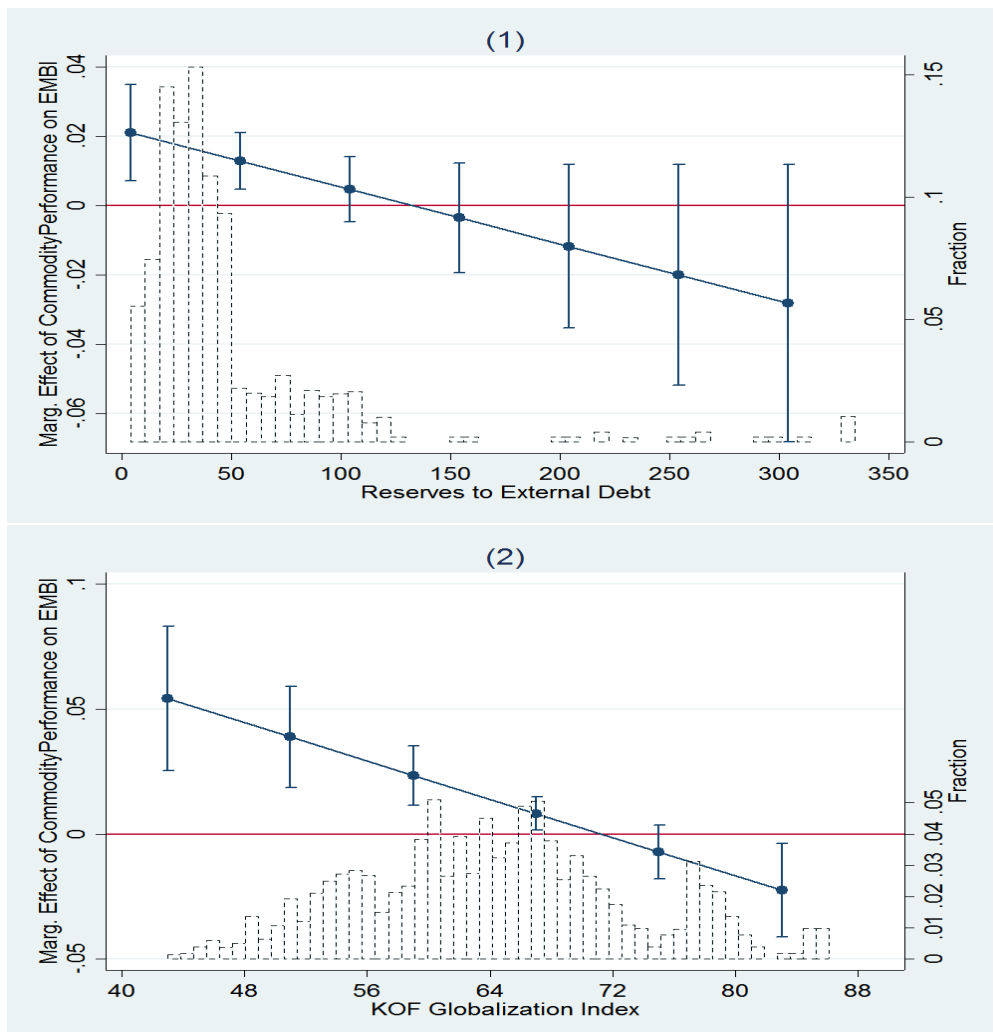 (1)
Marg. Effect of CommodityPerformance on EMBI
.04
.02
0
-.02
-.04
-.06
.15
.1
.05
0
Fraction
0 50 100 150 200 250 300 350
Reserves to External Debt
(2)
Marg. Effect of CommodityPerformance on EMBI
.1
.05
0
-.05
.05
.04
.03
.02
.01
0
Fraction
40 48 56 64 72 80 88
KOF Globalization Index